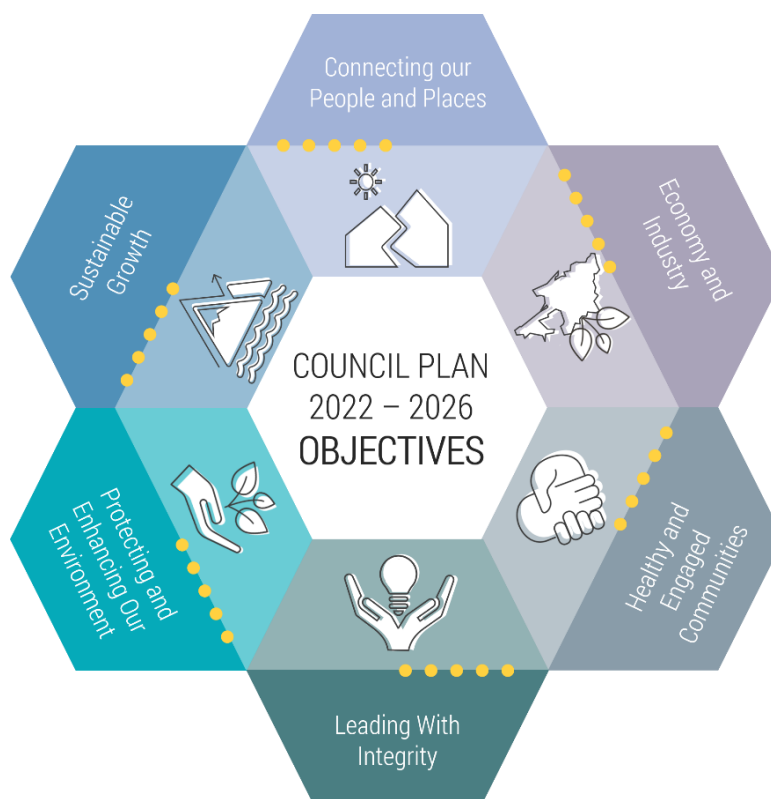 Connecting our
People and Places
Economy and
Industry
Healthy and
Engaged
Communities
Leading With
Integrity
Protecting and
Enhancing Our
Environment
Sustainable
Growth
COUNCIL PLAN
2022 – 2026
OBJECTIVES